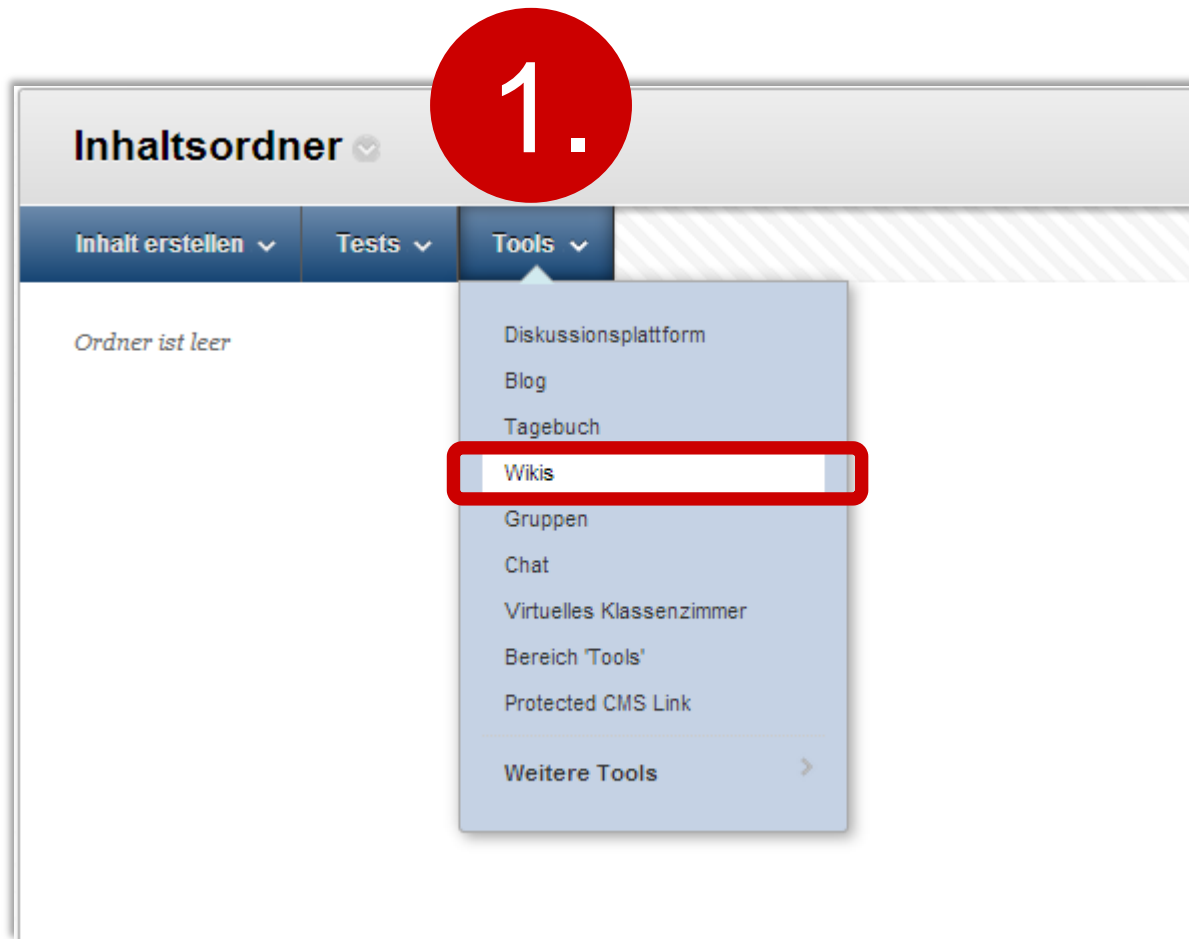 1.
Inhaltsordner
Inhalt erstellen
Tests
Tools
Ordner ist leer
Diskussionsplattform
Blog
Tagebuch
Wikis
Gruppen
Chat
Virtuelles Klassenzimmer
Bereich 'Tools'
Protected CMS Link
Weitere Tools